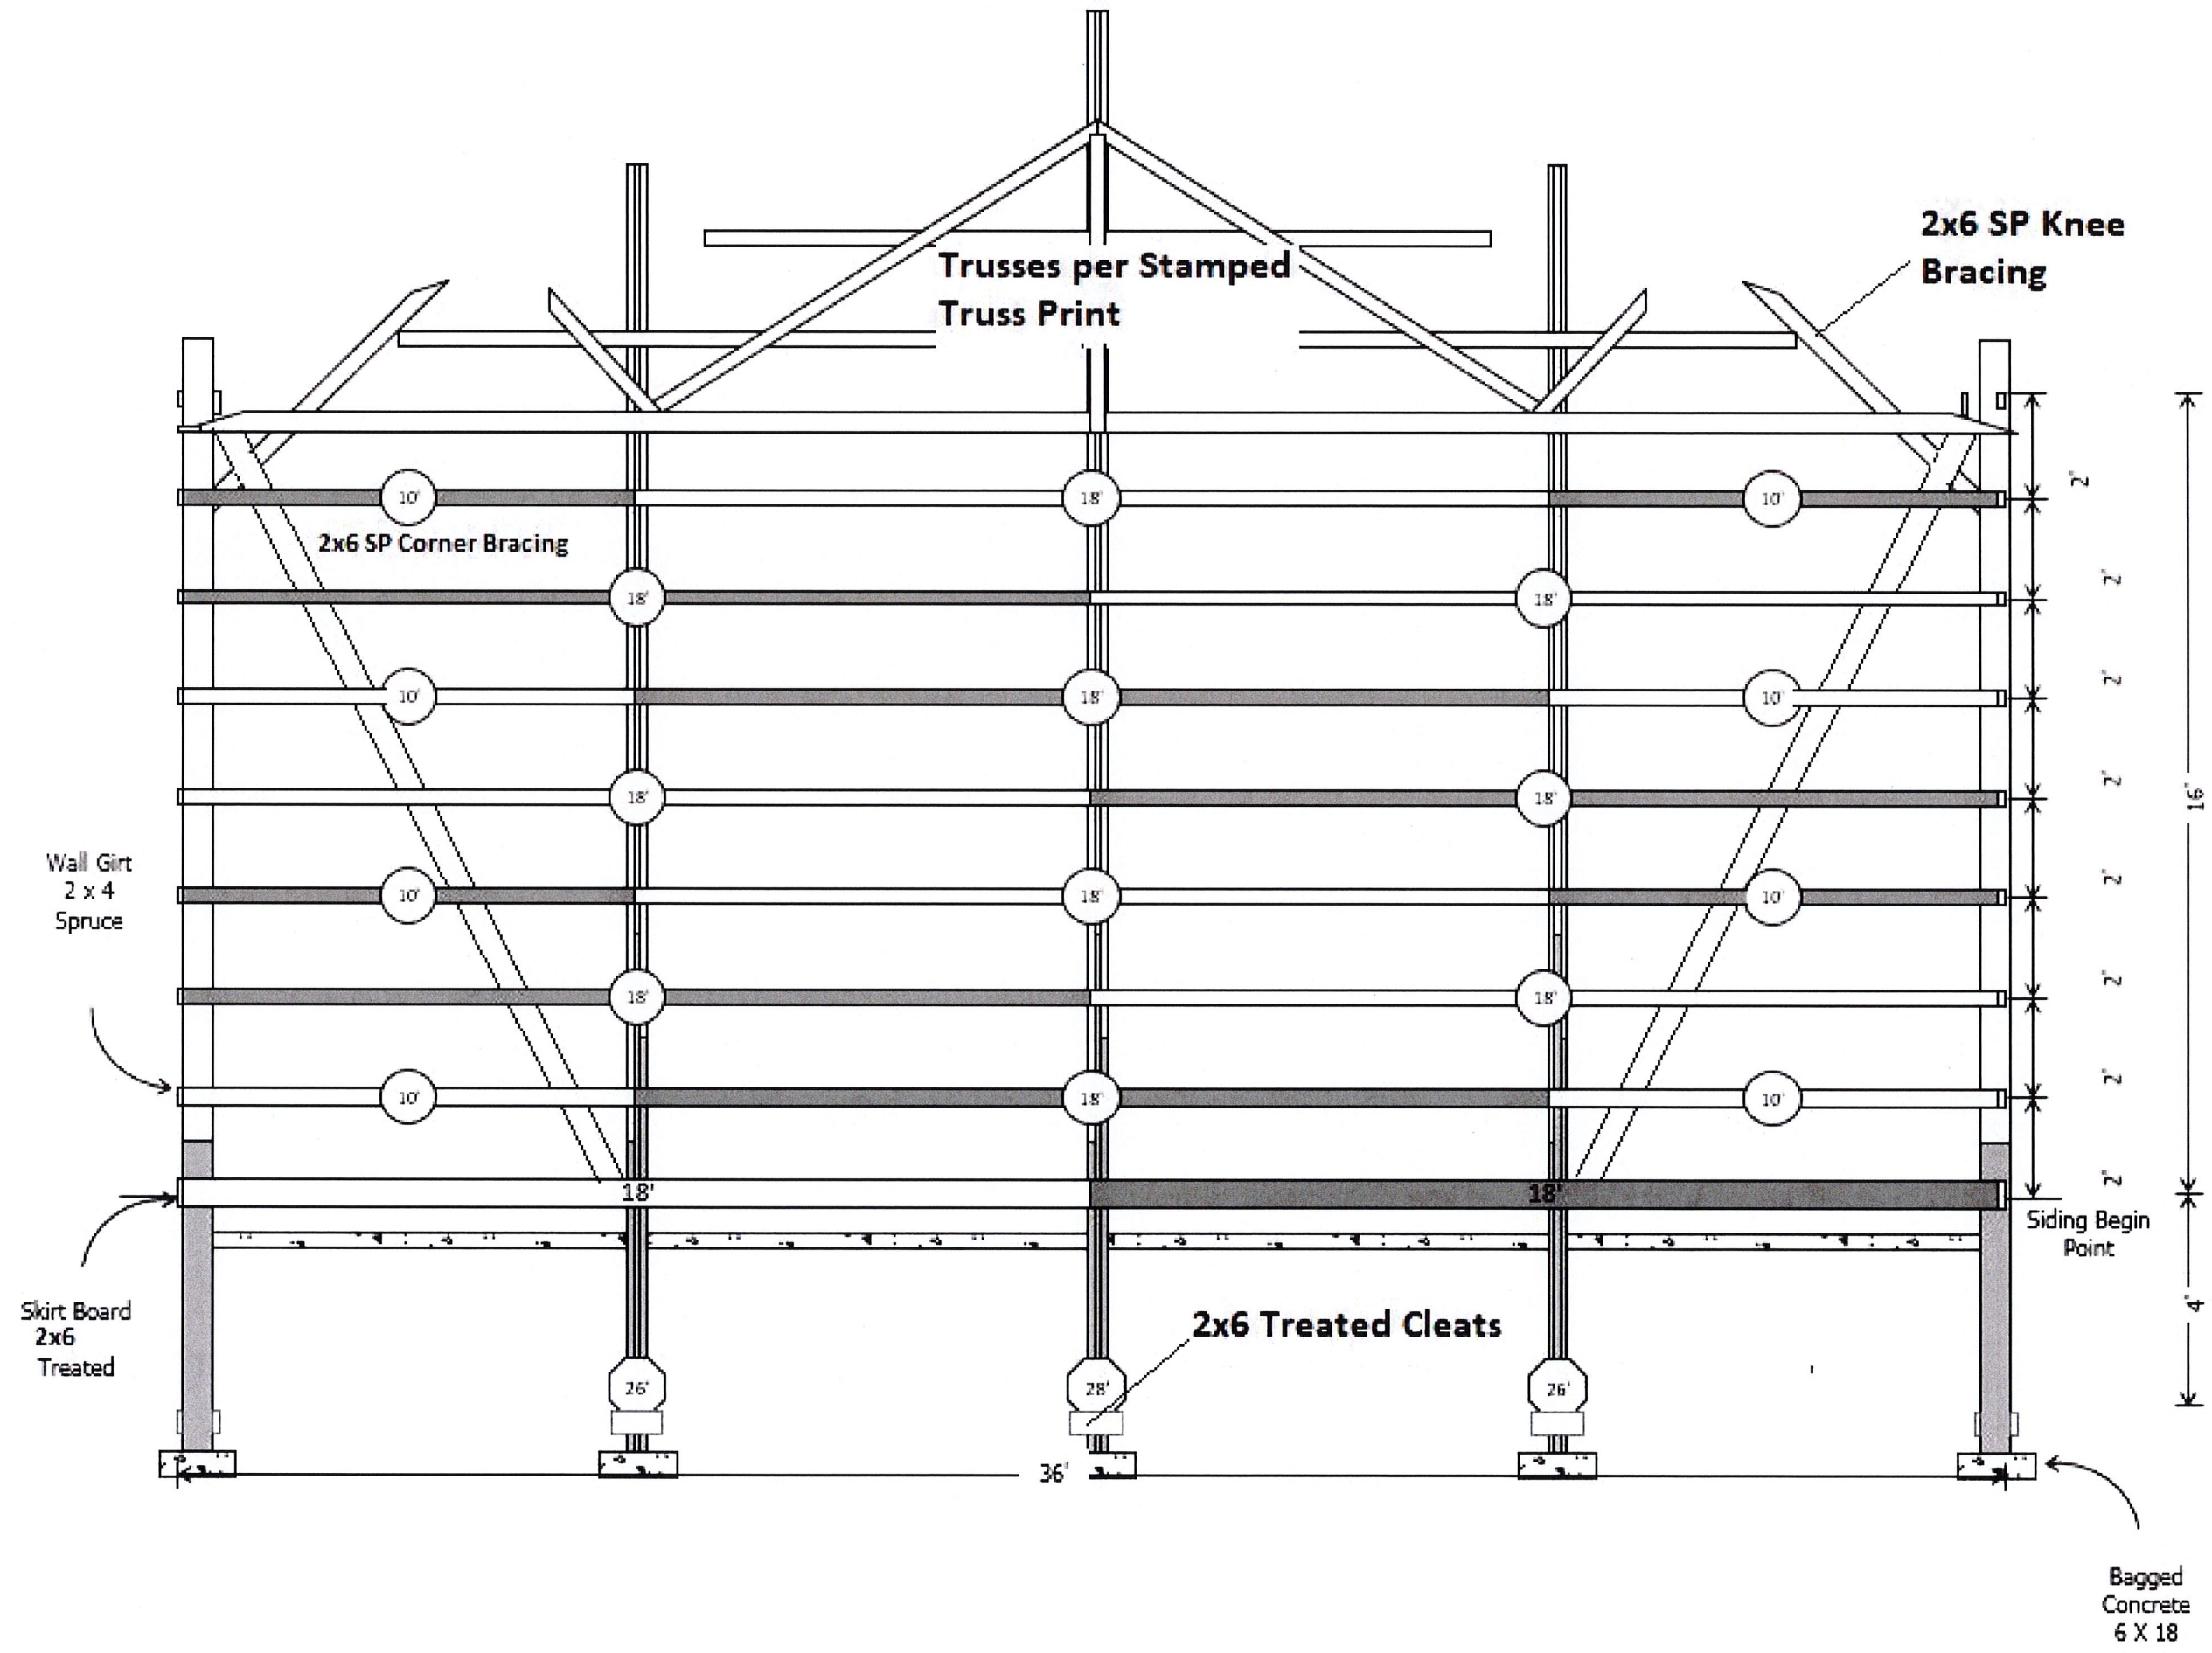 2x6 SP Knee
Bracing
Trusses per Stamped
Truss Print
10'
18'
10'
2'
2x6 SP Corner Bracing
18'
18'
2'
10'
18'
10'
2'
18'
18'
2'
16'
Wall Girt
2 x 4
Spruce
10'
18'
10'
2'
18'
18'
2'
10'
18'
10'
2'
18'
18'
2'
Siding Begin
Point
Skirt Board
2x6
Treated
2x6 Treated Cleats
4'
26'
28'
26'
36'
Bagged
Concrete
6 X 18